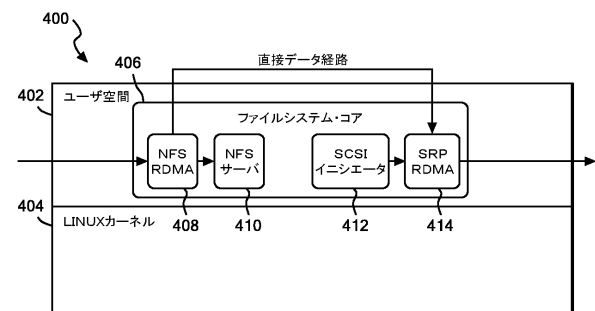 400
直接データ経路
406
402
ユーザ空間
ファイルシステム・コア
NFS
RDMA
NFS
サーバ
SCSI
イニシエータ
SRP
RDMA
404
LINUXカーネル
408
410
412
414